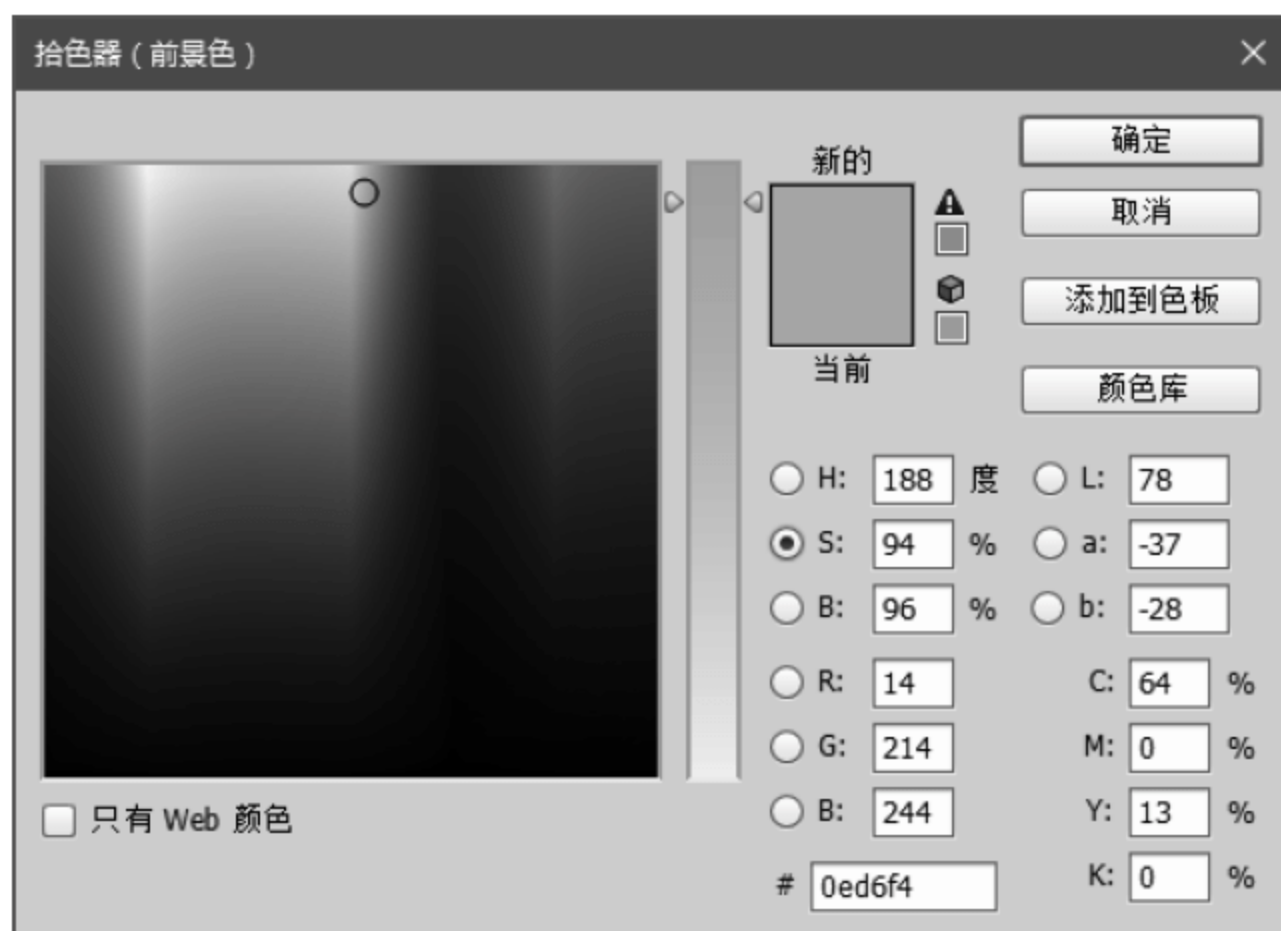 拾色器（前景色）
新的
当前
确定
取消
添加到色板
颜色库
H: 188 度
S: 94 %
B: 96 %
R: 14
G: 214
B: 244
# 0ed6f4
L: 78
a: -37
b: -28
C: 64 %
M: 0 %
Y: 13 %
K: 0 %
只有 Web 颜色